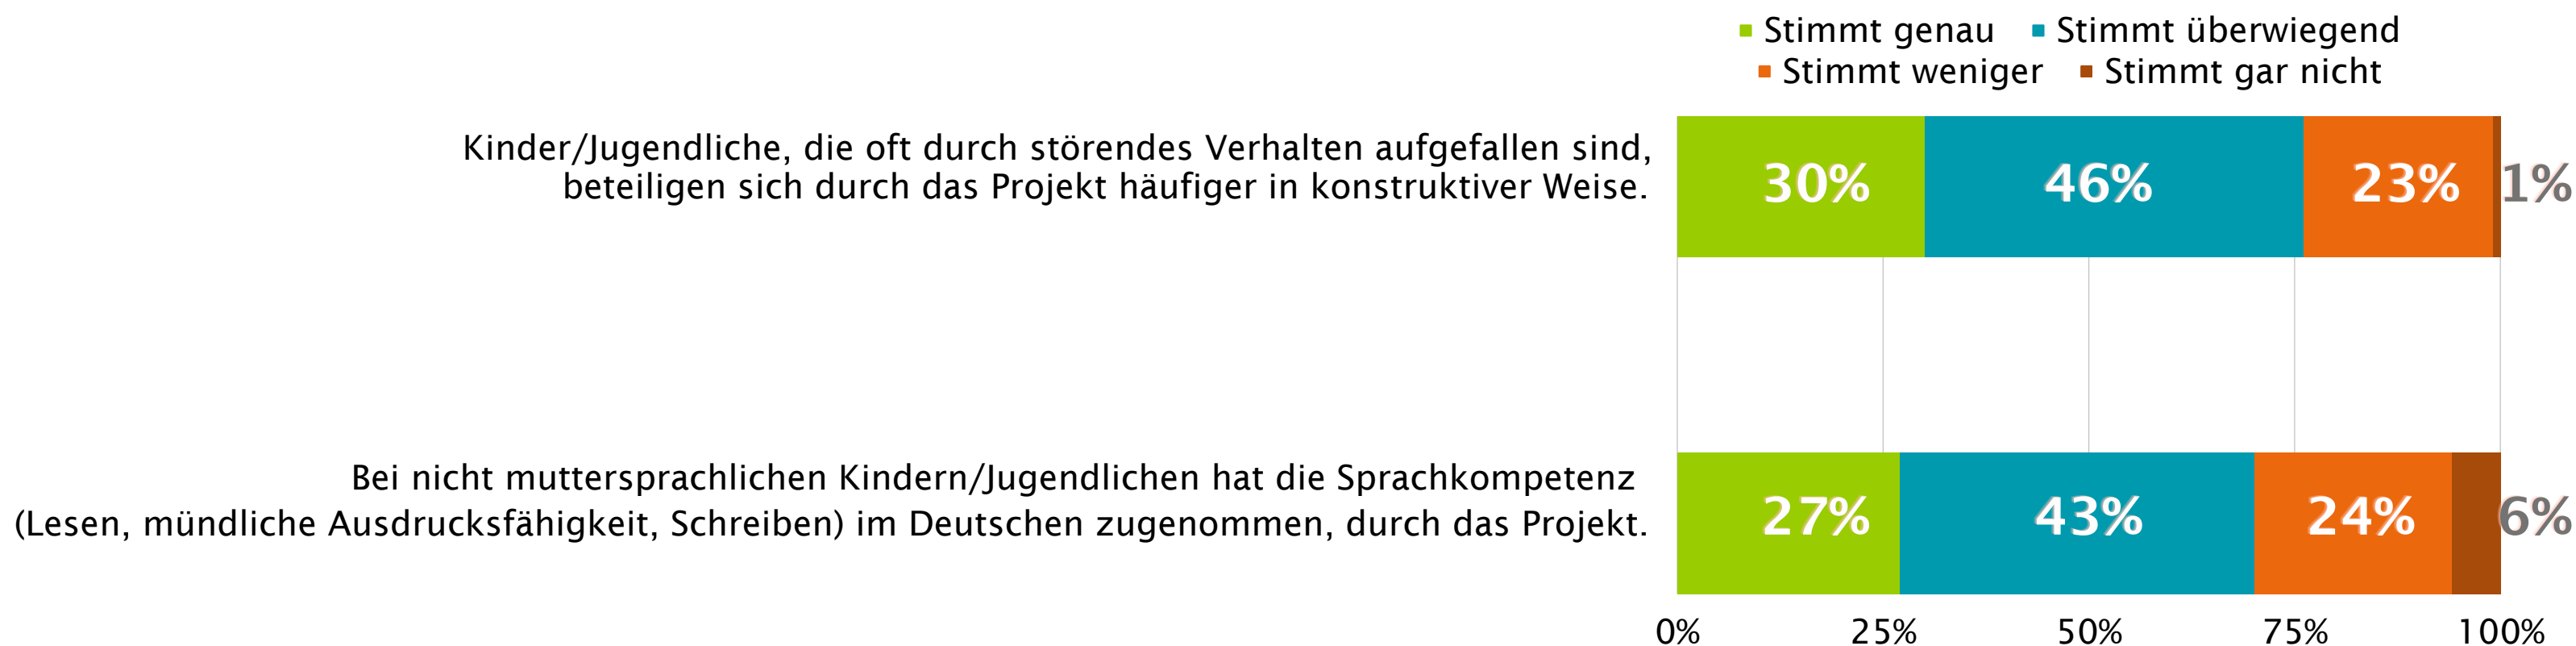 Stimmt genau Stimmt überwiegend
Stimmt weniger Stimmt gar nicht
Kinder/Jugendliche, die oft durch störendes Verhalten aufgefallen sind,
beteiligen sich durch das Projekt häufiger in konstruktiver Weise.
30% 46% 23% 1%
Bei nicht muttersprachlichen Kindern/Jugendlichen hat die Sprachkompetenz
(Lesen, mündliche Ausdrucksfähigkeit, Schreiben) im Deutschen zugenommen, durch das Projekt.
27% 43% 24% 6%
0% 25% 50% 75% 100%